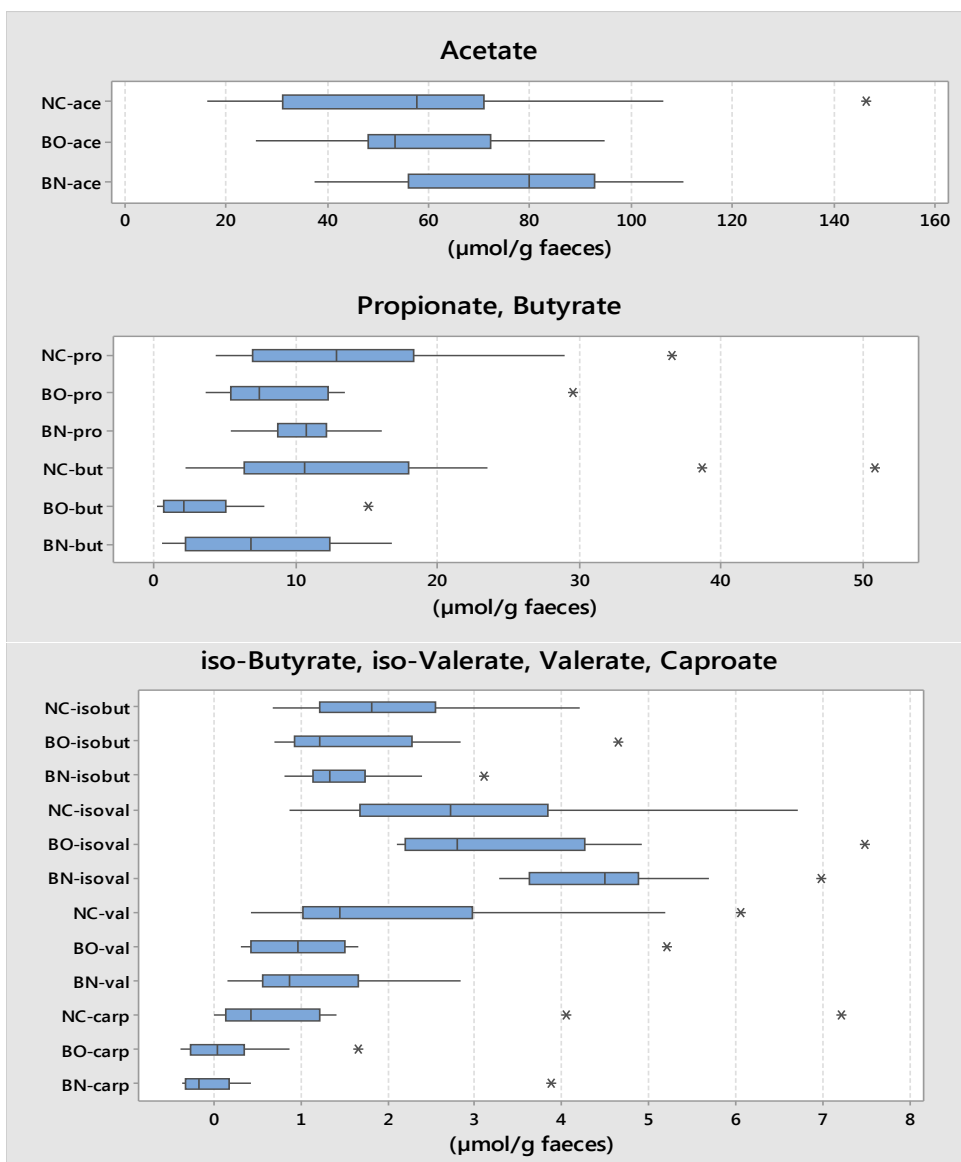 Acetate
NC-ace
BO-ace
BN-ace
0 20 40 60 80 100 120 140 160
(µmol/g faeces)
Propionate, Butyrate
NC-pro
BO-pro
BN-pro
NC-but
BO-but
BN-but
0 10 20 30 40 50
(µmol/g faeces)
iso-Butyrate, iso-Valerate, Valerate, Caproate
NC-isobut
BO-isobut
BN-isobut
NC-isoval
BO-isoval
BN-isoval
NC-val
BO-val
BN-val
NC-carp
BO-carp
BN-carp
0 1 2 3 4 5 6 7 8
(µmol/g faeces)